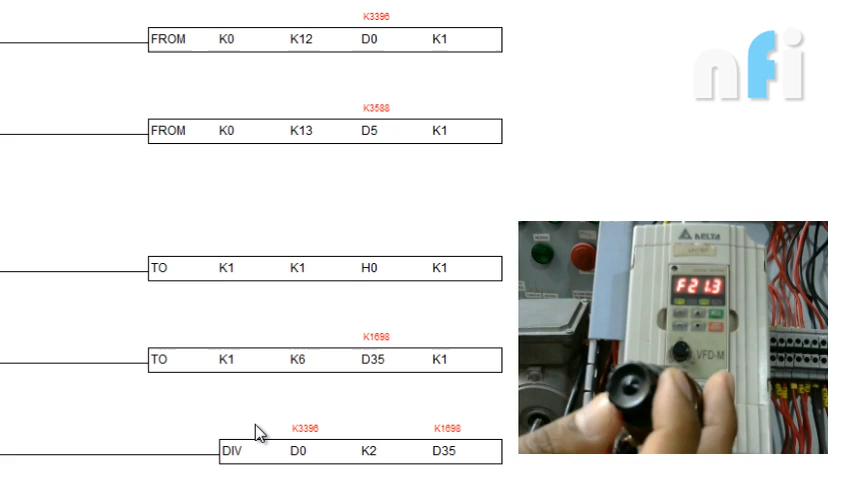 K3396
FROM K0 K12 D0 K1
nfi
K3588
FROM K0 K13 D5 K1
DELTA
F21.3
TO K1 K1 H0 K1
K1698
TO K1 K6 D35 K1
VFD-M
K3396 K1698
DIV D0 K2 D35